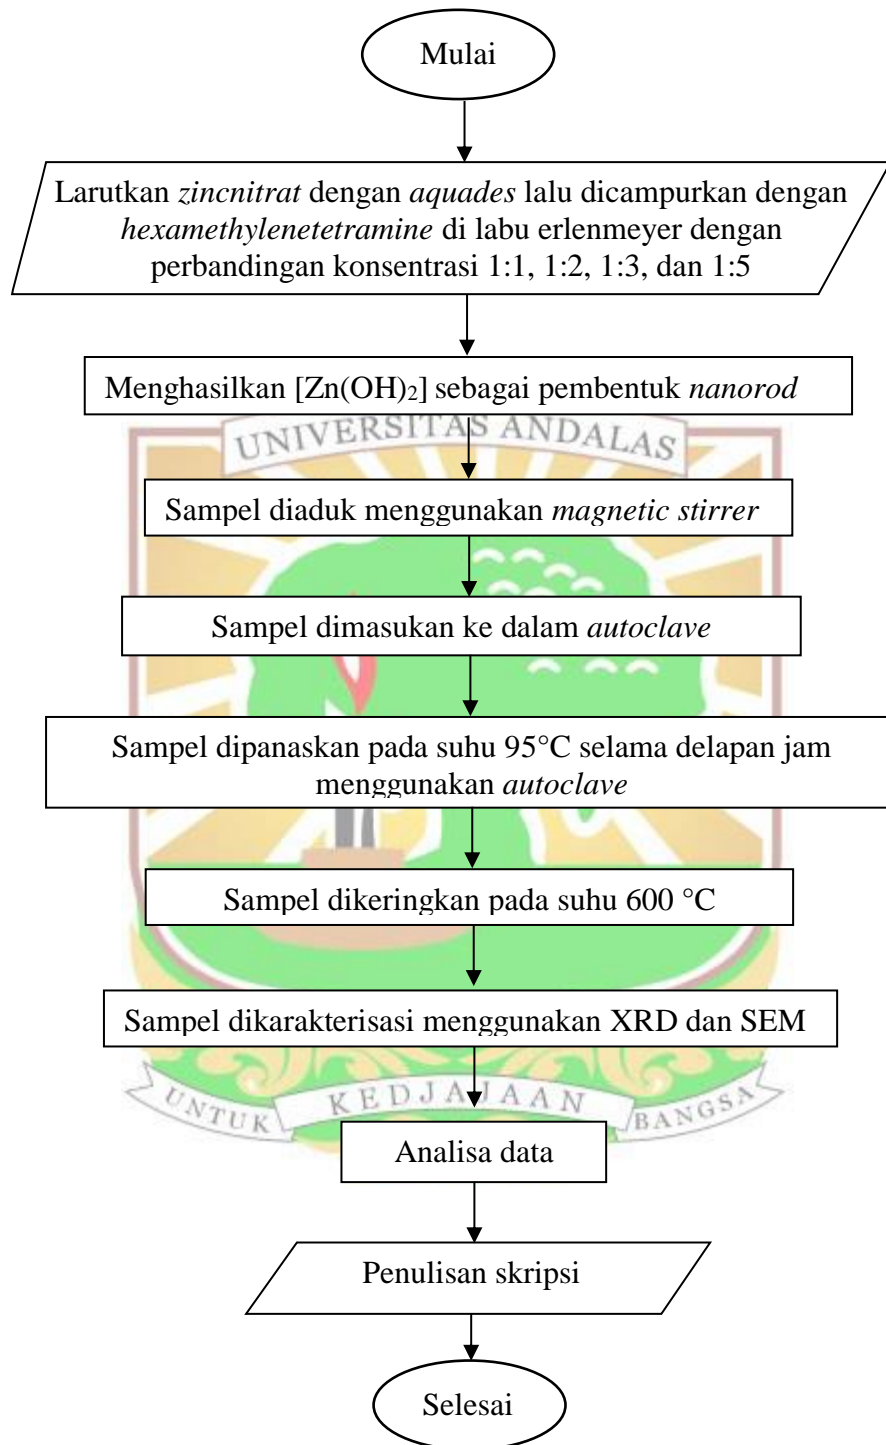 Mulai
Larutkan zincnitrat dengan aquades lalu dicampurkan dengan
hexamethylenetetramine di labu erlenmeyer dengan
perbandingan konsentrasi 1:1, 1:2, 1:3, dan 1:5
Menghasilkan [Zn(OH)₂] sebagai pembentuk nanorod
UNIVERSITAS ANDALAS
Sampel diaduk menggunakan magnetic stirrer
Sampel dimasukan ke dalam autoclave
Sampel dipanaskan pada suhu 95°C selama delapan jam
menggunakan autoclave
Sampel dikeringkan pada suhu 600 °C
Sampel dikarakterisasi menggunakan XRD dan SEM
UNTUK KEDJAJAAN BANGSA
Analisa data
Penulisan skripsi
Selesai